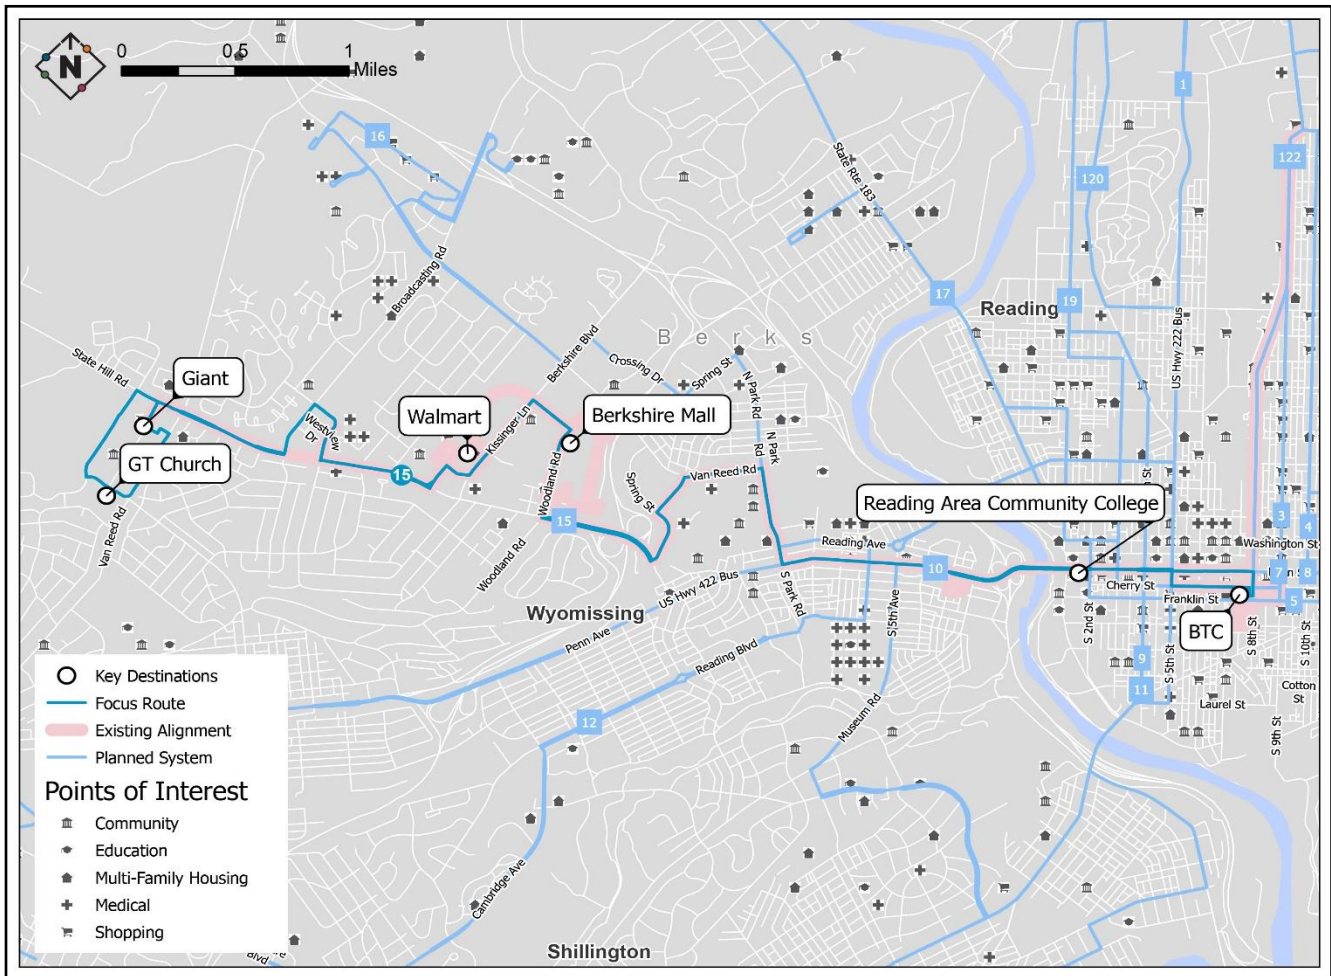 N
0
0.5
1
Miles
16
1
122
120
State Rte 183
Broadcasting Rd
17
19
Reading
US Hwy 222 Bus
Berks
Berkshire Blvd
Crossing Dr
Spring St
N Park Rd
N Park
State Hill Rd
Giant
Walmart
Kissinger Ln
Berkshire Mall
Westview Dr
GT Church
15
Woodland Rd
Spring St
Van Reed Rd
Reading Area Community College
15
Van Reed Rd
Woodland Rd
Reading Ave
10
US Hwy 422 Bus
S Park Rd
S 5th Ave
St
3
4
Washington St
7
8
Cherry St
Franklin St
5
S 2nd St
BTC
S 8th St
S 10th St
Wyomissing
Penn Ave
Reading Blvd
9
11
S 5th St
Laurel St
Cotton St
S 9th St
Museum Rd
12
Cambridge Ave
Shillington
Blvd
Key Destinations
Focus Route
Existing Alignment
Planned System
Points of Interest
Community
Education
Multi-Family Housing
Medical
Shopping